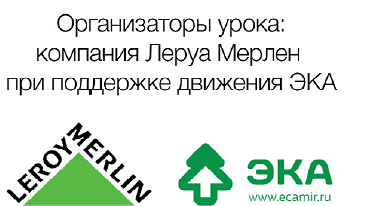 Организаторы урока:
компания Леруа Мерлен
при поддержке движения ЭКА
LEROY MERLIN
ЭКА
www.ecamir.ru